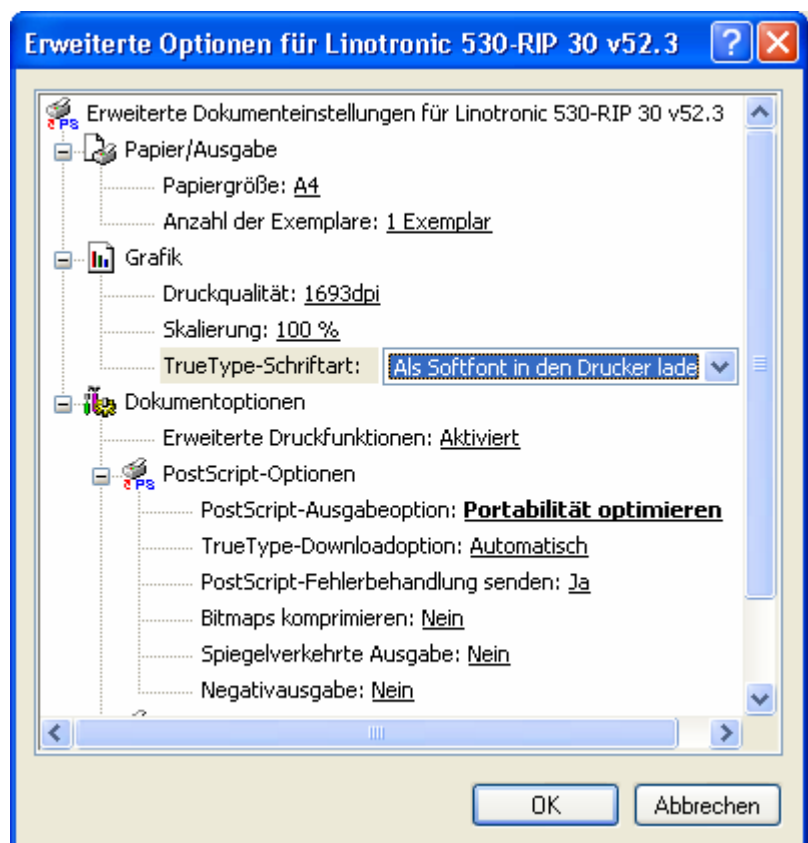 Erweiterte Optionen für Linotronic 530-RIP 30 v52.3
Erweiterte Dokumenteinstellungen für Linotronic 530-RIP 30 v52.3
Papier/Ausgabe
Papiergröße: A4
Anzahl der Exemplare: 1 Exemplar
Grafik
Druckqualität: 1693dpi
Skalierung: 100 %
TrueType-Schriftart: Als Softfont in den Drucker lade
Dokumentoptionen
Erweiterte Druckfunktionen: Aktiviert
PostScript-Optionen
PostScript-Ausgabeoption: Portabilität optimieren
TrueType-Downloadoption: Automatisch
PostScript-Fehlerbehandlung senden: Ja
Bitmaps komprimieren: Nein
Spiegelverkehrte Ausgabe: Nein
Negativausgabe: Nein
OK Abbrechen